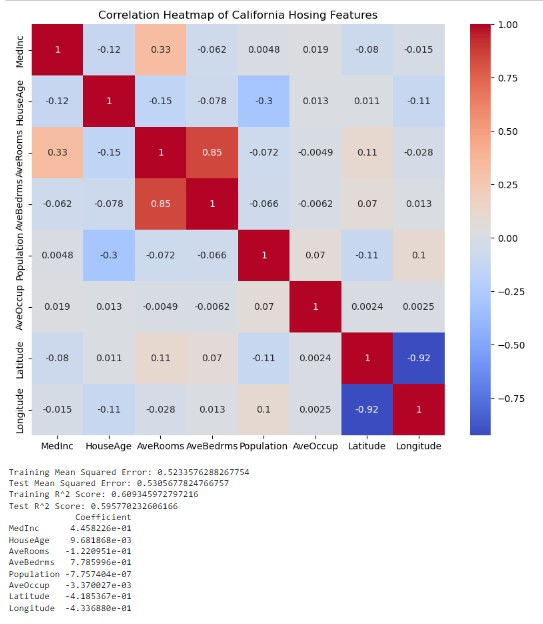 Correlation Heatmap of California Hosing Features
MedInc 1 -0.12 0.33 -0.062 0.0048 0.019 -0.08 -0.015
HouseAge -0.12 1 -0.15 -0.078 -0.3 0.013 0.011 -0.11
AveRooms 0.33 -0.15 1 0.85 -0.072 -0.0049 0.11 -0.028
AveBedrms -0.062 -0.078 0.85 1 -0.066 -0.0062 0.07 0.013
Population 0.0048 -0.3 -0.072 -0.066 1 0.07 -0.11 0.1
AveOccup 0.019 0.013 -0.0049 -0.0062 0.07 1 0.0024 0.0025
Latitude -0.08 0.011 0.11 0.07 -0.11 0.0024 1 -0.92
Longitude -0.015 -0.11 -0.028 0.013 0.1 0.0025 -0.92 1
MedInc HouseAge AveRooms AveBedrms Population AveOccup Latitude Longitude
1.00
0.75
0.50
0.25
0.00
−0.25
−0.50
−0.75
Training Mean Squared Error: 0.5233576288267754
Test Mean Squared Error: 0.5305677824766757
Training R^2 Score: 0.609345972797216
Test R^2 Score: 0.595770232606166
Coefficient
MedInc 4.458226e-01
HouseAge 9.681868e-03
AveRooms -1.220951e-01
AveBedrms 7.785996e-01
Population -7.757404e-07
AveOccup -3.370027e-03
Latitude -4.185367e-01
Longitude -4.336880e-01